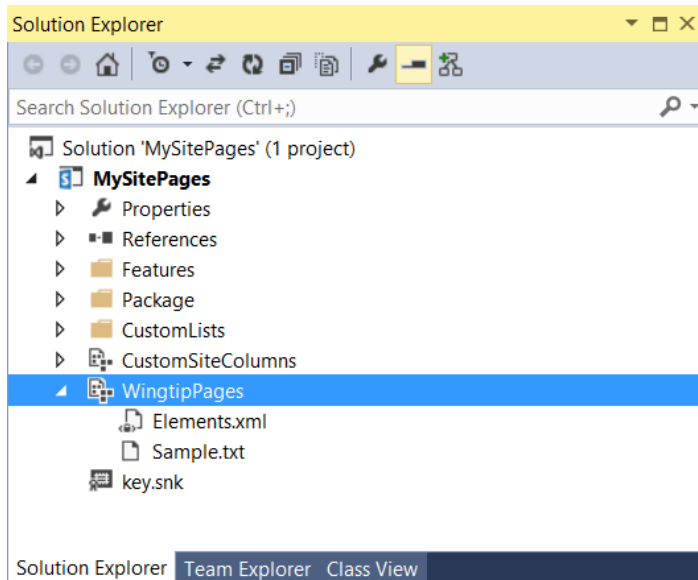 Solution Explorer
Search Solution Explorer (Ctrl+;)
Solution 'MySitePages' (1 project)
MySitePages
Properties
References
Features
Package
CustomLists
CustomSiteColumns
WingtipPages
Elements.xml
Sample.txt
key.snk
Solution Explorer Team Explorer Class View